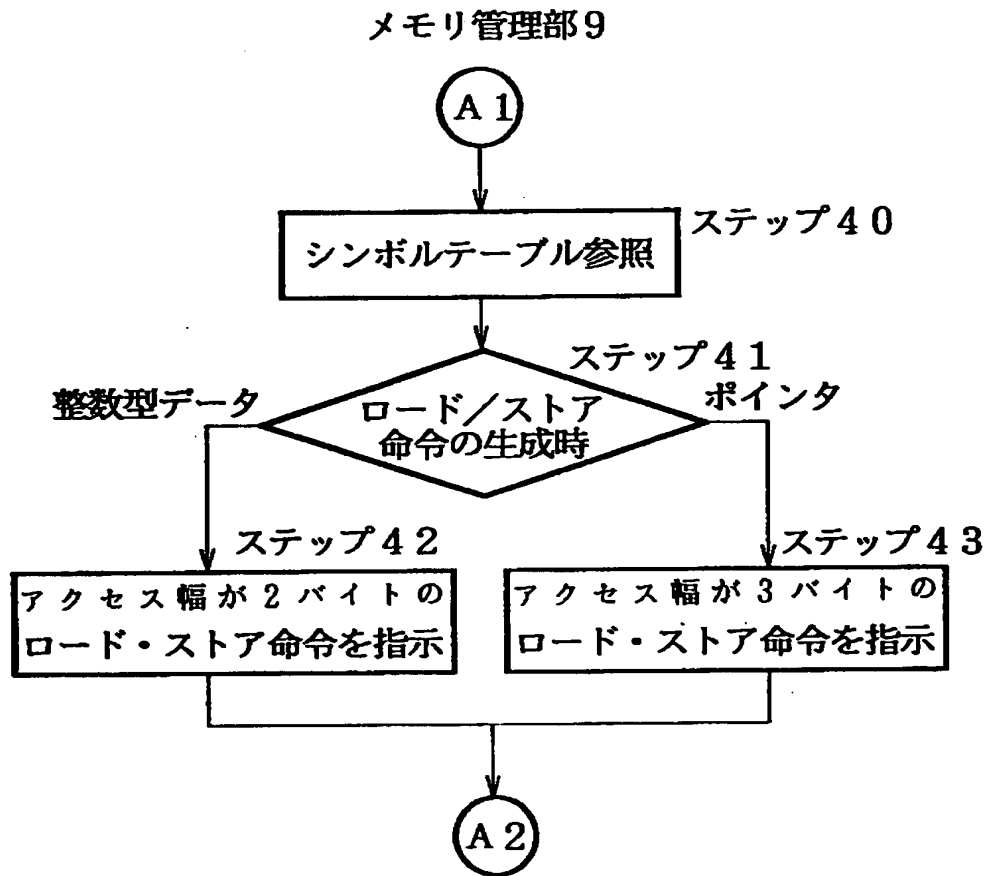 メモリ管理部9
A1
ステップ40
シンボルテーブル参照
ステップ41
整数型データ
ポインタ
ロード/ストア
命令の生成時
ステップ42
ステップ43
アクセス幅が2バイトの
ロード・ストア命令を指示
アクセス幅が3バイトの
ロード・ストア命令を指示
A2